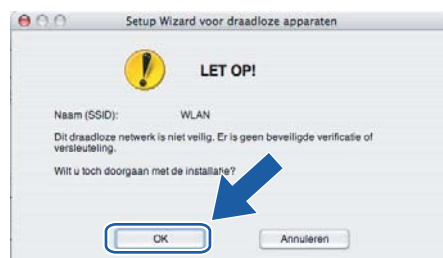 Setup Wizard voor draadloze apparaten
LET OP!
Naam (SSID): WLAN
Dit draadloze netwerk is niet veilig. Er is geen beveiligde verificatie of
versleuteling.
Wilt u toch doorgaan met de installatie?
OK Annuleren